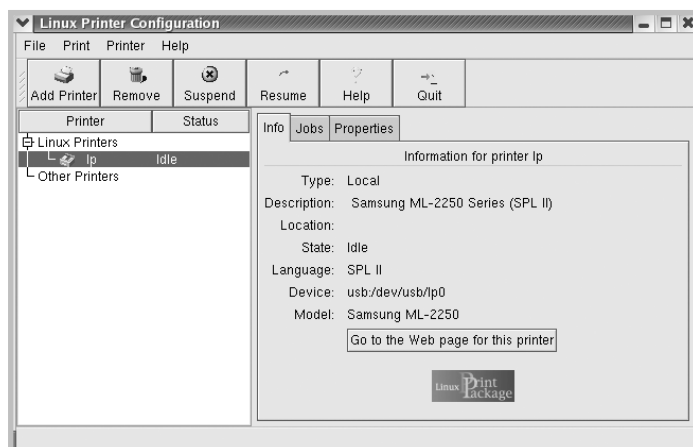 Linux Printer Configuration
File Print Printer Help
Add Printer Remove Suspend Resume Help Quit
Printer Status
Linux Printers
lp Idle
Other Printers
Info Jobs Properties
Information for printer lp
Type: Local
Description: Samsung ML-2250 Series (SPL II)
Location:
State: Idle
Language: SPL II
Device: usb:/dev/usb/lp0
Model: Samsung ML-2250
Go to the Web page for this printer
Linux Print Package